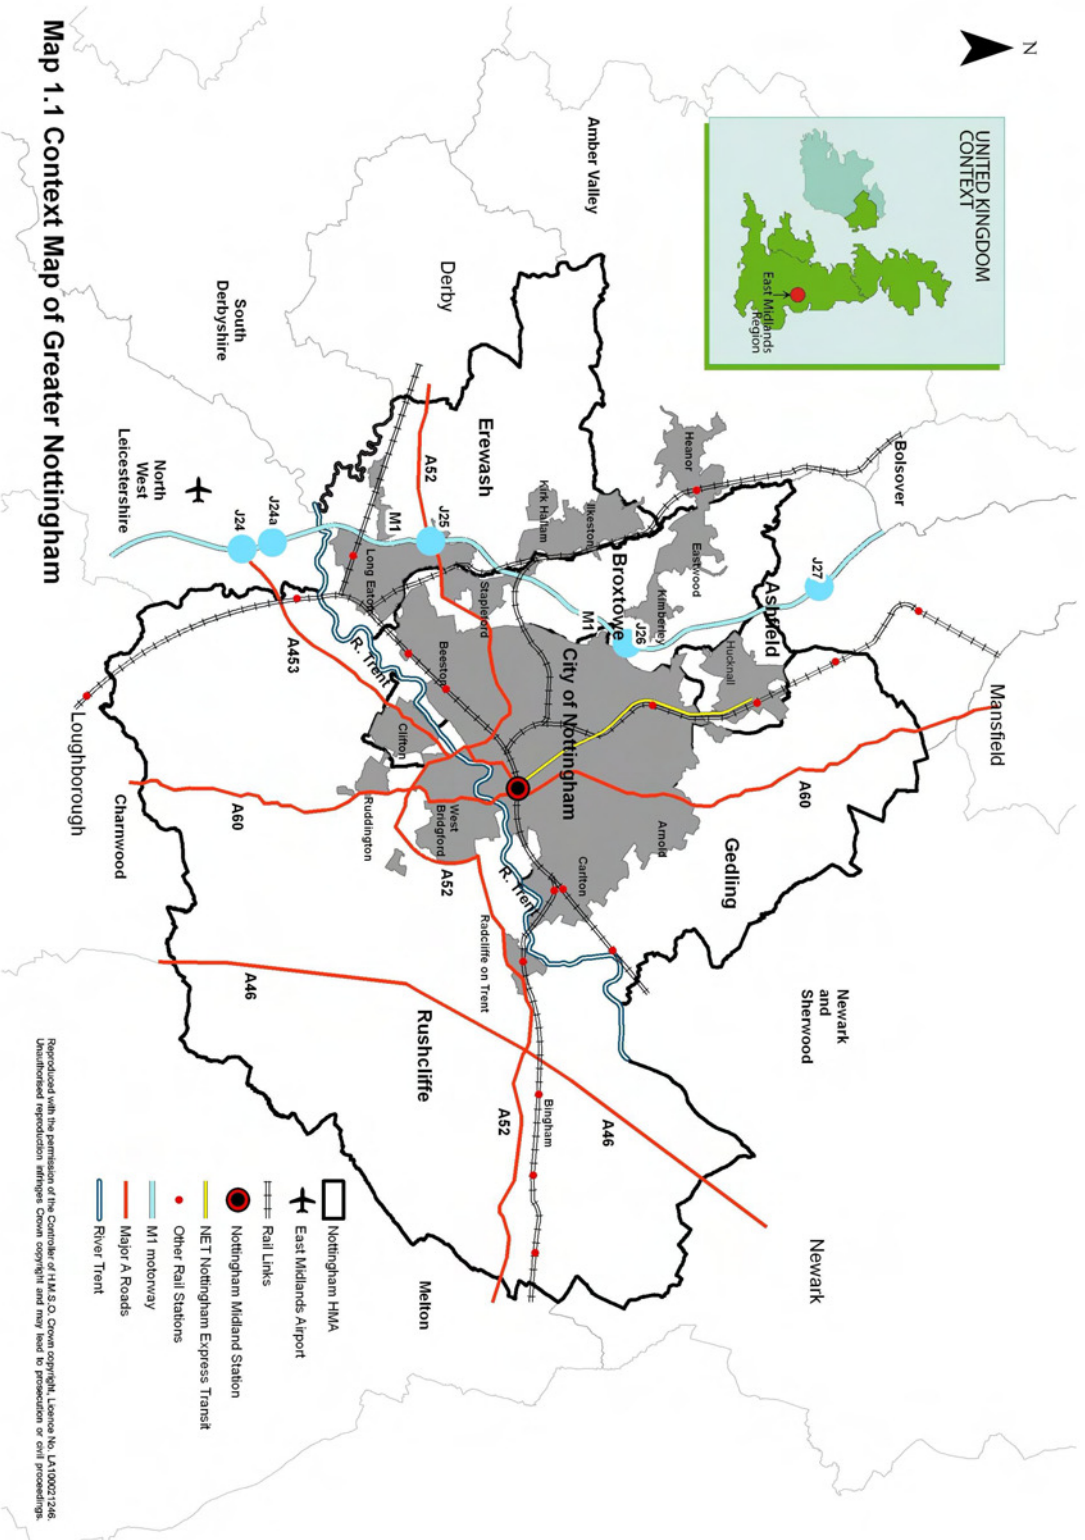 N
UNITED KINGDOM
CONTEXT
East Midlands
Region
Mansfield
Newark
Bolsover
Ashfield
J27
A60
Newark
and
Sherwood
Amber Valley
Heanor
Eastwood
Hucknall
Gedling
Kimberley
J26
Arnold
Broxtowe
M1
Ilkeston
Kirk Hallam
City of Nottingham
Carlton
A46
Bingham
Derby
Erewash
Stapleford
A52
J25
M1
Beeston
R. Trent
Radcliffe on Trent
A52
West
Bridgford
A52
Long Eaton
R. Trent
Clifton
Ruddington
Rushcliffe
Melton
South
Derbyshire
J24a
J24
A453
A60
A46
North
West
Leicestershire
Charnwood
Loughborough
Nottingham HMA
East Midlands Airport
Rail Links
Nottingham Midland Station
NET Nottingham Express Transit
Other Rail Stations
M1 motorway
Major A Roads
River Trent
Map 1.1 Context Map of Greater Nottingham
Reproduced with the permission of the Controller of H.M.S.O. Crown copyright, Licence No. LA100021246.
Unauthorised reproduction infringes Crown copyright and may lead to prosecution or civil proceedings.